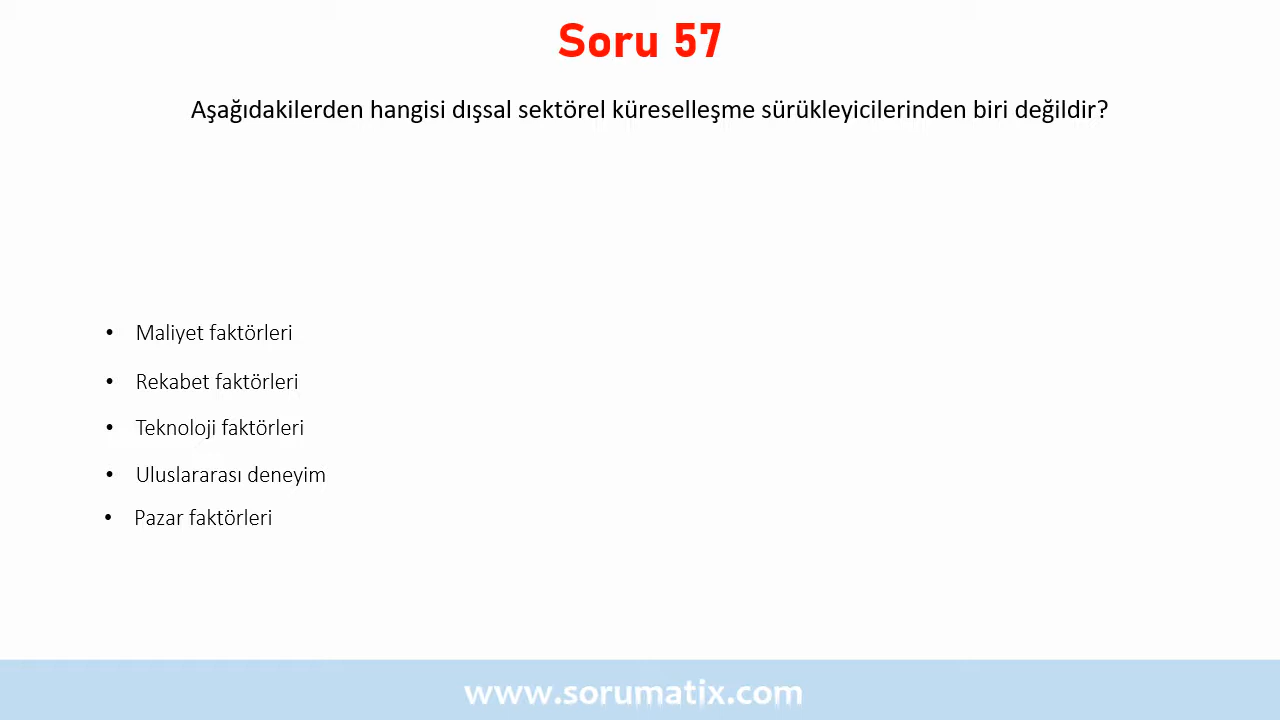 Soru 57
Aşağıdakilerden hangisi dışsal sektörel küreselleşme sürükleyicilerinden biri değildir?
• Maliyet faktörleri
• Rekabet faktörleri
• Teknoloji faktörleri
• Uluslararası deneyim
• Pazar faktörleri
www.sorumatix.com